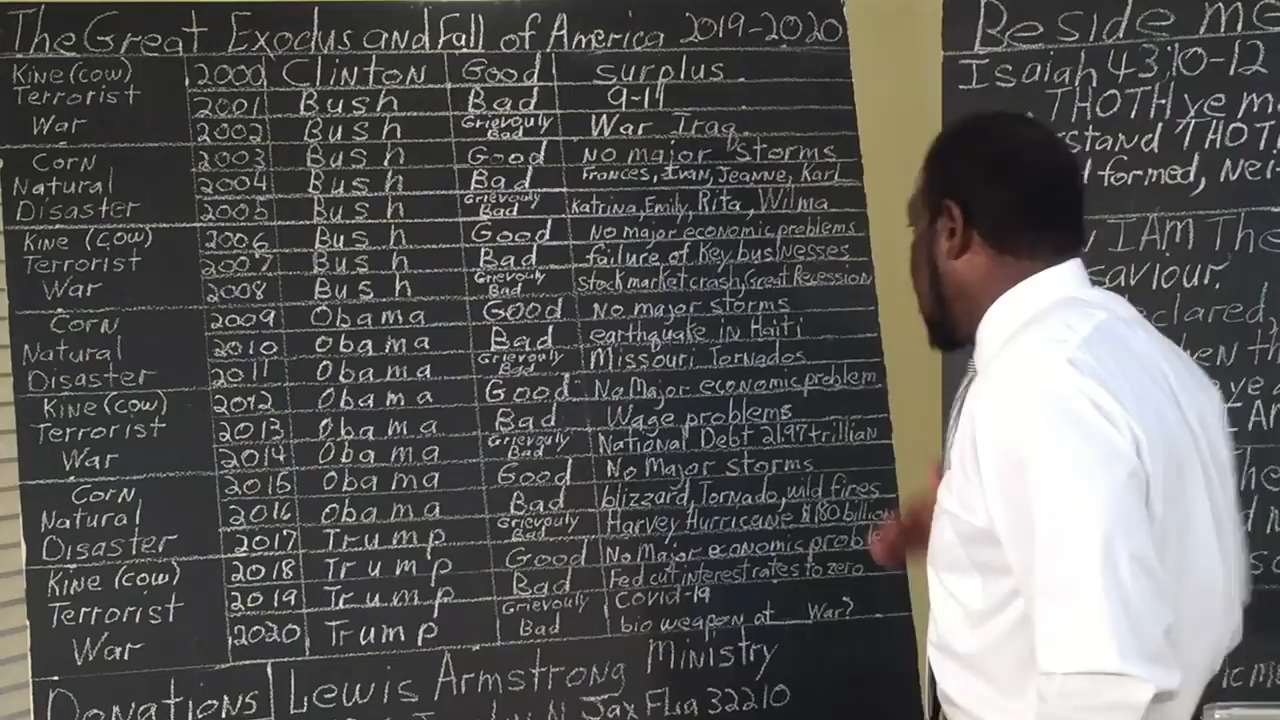 The Great Exodus and Fall of America 2019-2020
Kine (cow) 2000 Clinton Good surplus
Terrorist 2001 Bush Bad 9-11
War 2002 Bush Grievouly Bad War Iraq
Corn 2003 Bush Good No major storms
Natural 2004 Bush Bad Frances, Ivan, Jeanne, Karl
Disaster 2005 Bush Grievouly Bad Katrina, Emily, Rita, Wilma
Kine (cow) 2006 Bush Good No major economic problems
Terrorist 2007 Bush Bad failure of Key businesses
War 2008 Bush Grievouly Bad stock market crash/Great Recession
Corn 2009 Obama Good No major storms
Natural 2010 Obama Bad earthquake in Haiti
Disaster 2011 Obama Grievouly Bad Missouri Tornados
Kine (cow) 2012 Obama Good No Major economic problem
Terrorist 2013 Obama Bad Wage problems
War 2014 Obama Grievouly Bad National Debt 21.97 trillian
Corn 2015 Obama Good No Major storms
Natural 2016 Obama Bad blizzard, Tornado, wild fires
Disaster 2017 Trump Grievouly Bad Harvey Hurricane $180 billion
Kine (cow) 2018 Trump Good No Major economic proble
Terrorist 2019 Trump Bad Fed cut interest rates to zero
War 2020 Trump Grievouly Bad Covid-19 bio weapon at War?
Donations Lewis Armstrong Ministry
N Jax Fla 32210
Beside me
Isaiah 43:10-12
THOTH ye m
stand THOT
formed, Nei
I AM The
saviour.
eclared